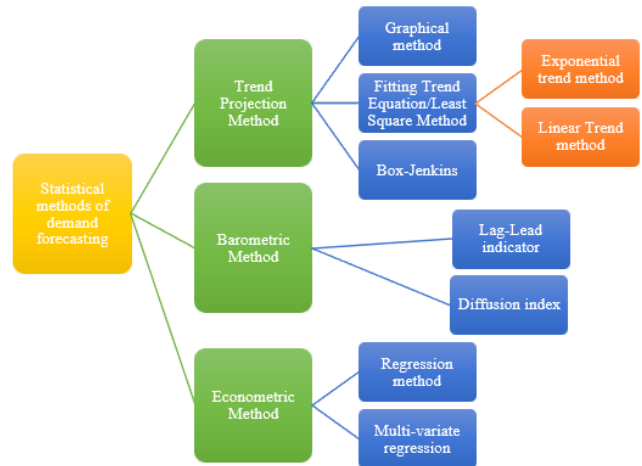 Statistical
methods of
demand
forecasting
Trend
Projection
Method
Graphical
method
Fitting Trend
Equation/Least
Square Method
Exponential
trend method
Linear Trend
method
Box-Jenkins
Barometric
Method
Lag-Lead
indicator
Diffusion index
Econometric
Method
Regression
method
Multi-variate
regression